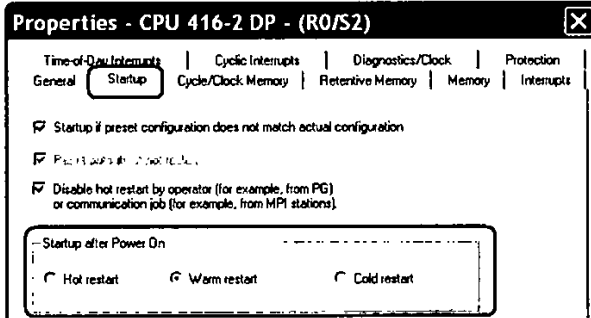 Properties - CPU 416-2 DP - (R0/S2)
Time-of-Day Interrupts | Cyclic Interrupts | Diagnostics/Clock | Protection
General | Startup | Cycle/Clock Memory | Retentive Memory | Memory | Interrupts
Startup if preset configuration does not match actual configuration
Disable hot restart by operator (for example, from PG)
or communication job (for example, from MPI stations)
Startup after Power On
Hot restart Warm restart Cold restart